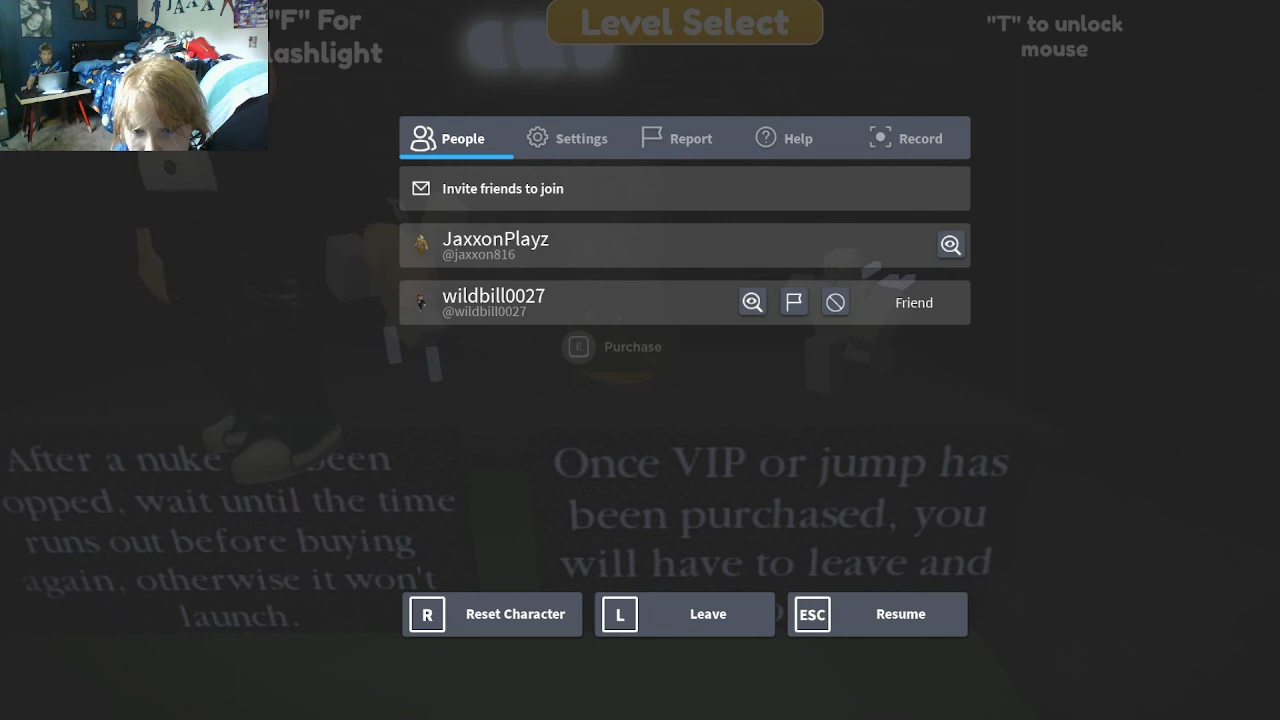 "F" For
lashlight
Level Select
"T" to unlock
mouse
JAXX
People
Settings
Report
Help
Record
Invite friends to join
JaxxonPlayz
@jaxxon816
wildbill0027
@wildbill0027
Friend
E
Purchase
After a nuke been
opped, wait until the time
runs out before buying
again, otherwise it won't
launch.
Once VIP or jump has
been purchased, you
will have to leave and
R
Reset Character
L
Leave
ESC
Resume